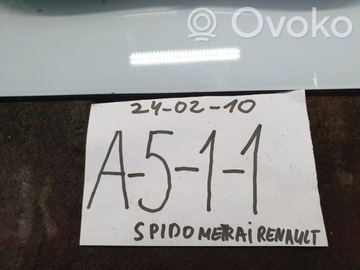 Ovoko
24-02-10
A-5-1-1
SPIDOMETRAI RENAULT